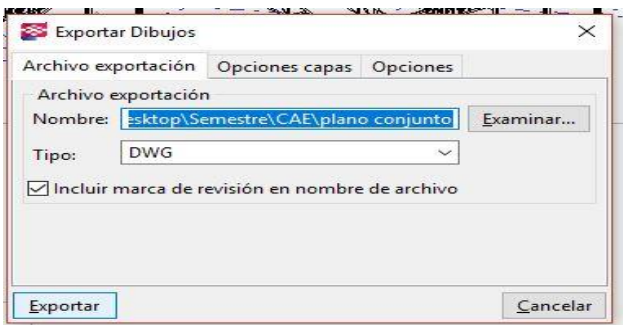 Exportar Dibujos
Archivo exportación Opciones capas Opciones
Archivo exportación
Nombre: esktop\Semestre\CAE\plano conjunto Examinar...
Tipo: DWG
Incluir marca de revisión en nombre de archivo
Exportar Cancelar